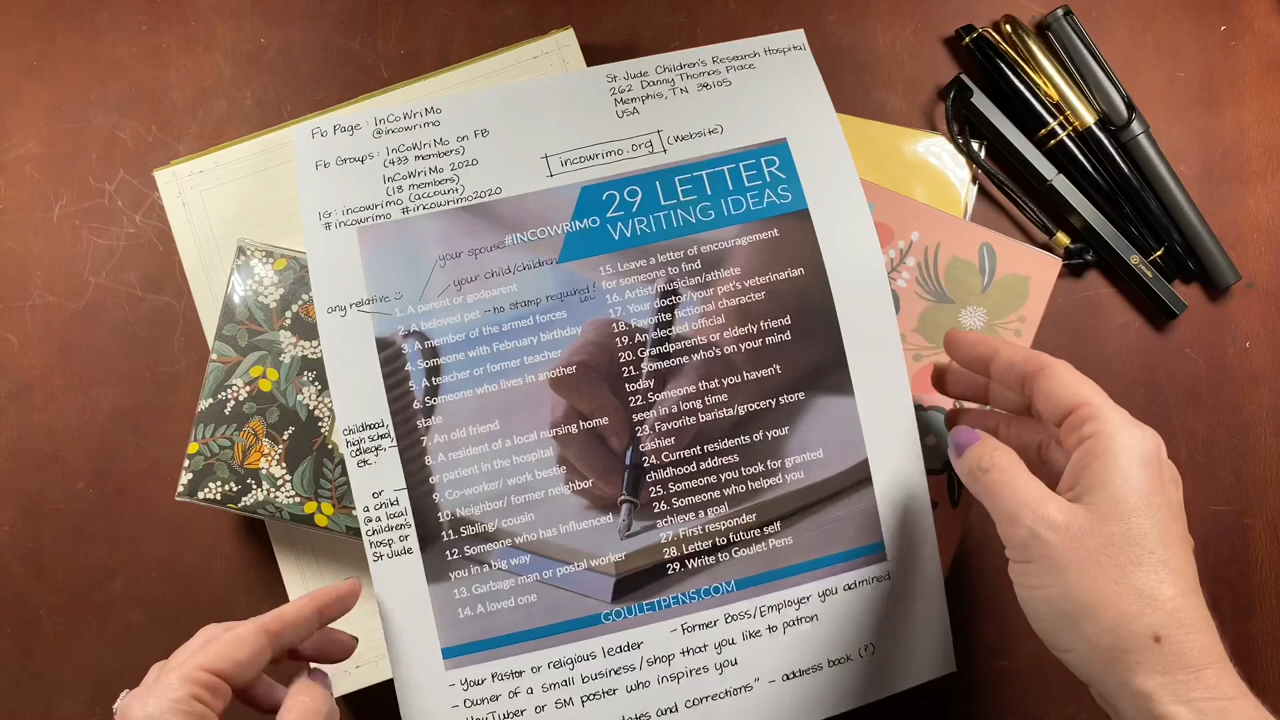 St. Jude Children's Research Hospital
262 Danny Thomas Place
Memphis, TN 38105
USA
Fb Page : InCoWriMo
@incowrimo
Fb Groups : InCoWriMo on FB
(433 members)
InCoWriMo 2020
(18 members)
IG: incowrimo (account)
#incowrimo #incowrimo2020
incowrimo.org (Website)
#INCOWRIMO
29 LETTER
WRITING IDEAS
your spouse
your child/children
any relative
1. A parent or godparent
2. A beloved pet - no stamp required! LOL
3. A member of the armed forces
4. Someone with February birthday
5. A teacher or former teacher
6. Someone who lives in another
state
7. An old friend
childhood,
high school,
college,
etc.
8. A resident of a local nursing home
or patient in the hospital
or
a child
@ a local
children's
hosp. or
St Jude
9. Co-worker/ work bestie
10. Neighbor/ former neighbor
11. Sibling/ cousin
12. Someone who has influenced
you in a big way
13. Garbage man or postal worker
14. A loved one
15. Leave a letter of encouragement
for someone to find
16. Artist/musician/athlete
17. Your doctor/your pet's veterinarian
18. Favorite fictional character
19. An elected official
20. Grandparents or elderly friend
21. Someone who's on your mind
today
22. Someone that you haven't
seen in a long time
23. Favorite barista/grocery store
cashier
24. Current residents of your
childhood address
25. Someone you took for granted
26. Someone who helped you
achieve a goal
27. First responder
28. Letter to future self
29. Write to Goulet Pens
GOULETPENS.COM
- Your Pastor or religious leader
- Former Boss/Employer you admired
- Owner of a small business/shop that you like to patron
YouTuber or SM poster who inspires you
and corrections" - address book (?)